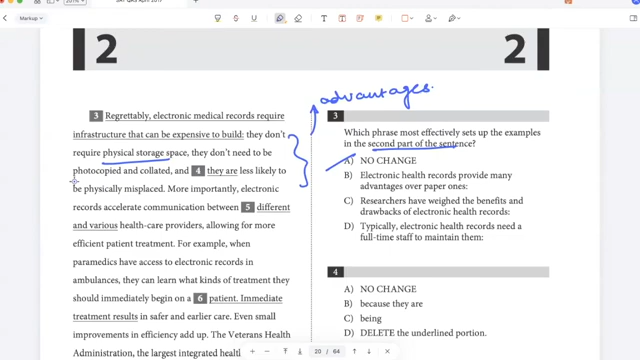 SAT QAS April 2017
Markup
2
2
advantages.
3 Regrettably, electronic medical records require
infrastructure that can be expensive to build: they don't
require physical storage space, they don't need to be
photocopied and collated, and 4 they are less likely to
be physically misplaced. More importantly, electronic
records accelerate communication between 5 different
and various health-care providers, allowing for more
efficient patient treatment. For example, when
paramedics have access to electronic records in
ambulances, they can learn what kinds of treatment they
should immediately begin on a 6 patient. Immediate
treatment results in safer and earlier care. Even small
improvements in efficiency add up. The Veterans Health
Administration, the largest integrated health
3
Which phrase most effectively sets up the examples
in the second part of the sentence?
A) NO CHANGE
B) Electronic health records provide many
advantages over paper ones:
C) Researchers have weighed the benefits and
drawbacks of electronic health records:
D) Typically, electronic health records need a
full-time staff to maintain them:
4
A) NO CHANGE
B) because they are
C) being
D) DELETE the underlined portion.
20 / 64